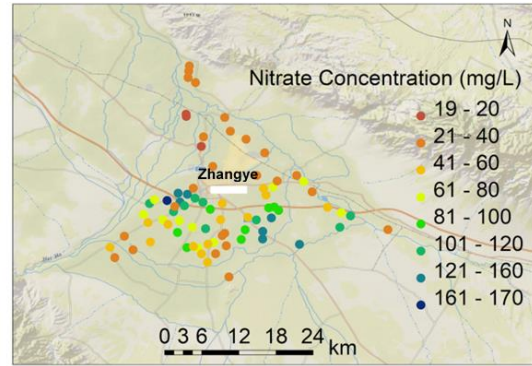 N
Nitrate Concentration (mg/L)
19 - 20
21 - 40
41 - 60
61 - 80
81 - 100
101 - 120
121 - 160
161 - 170
Zhangye
0 3 6 12 18 24
km